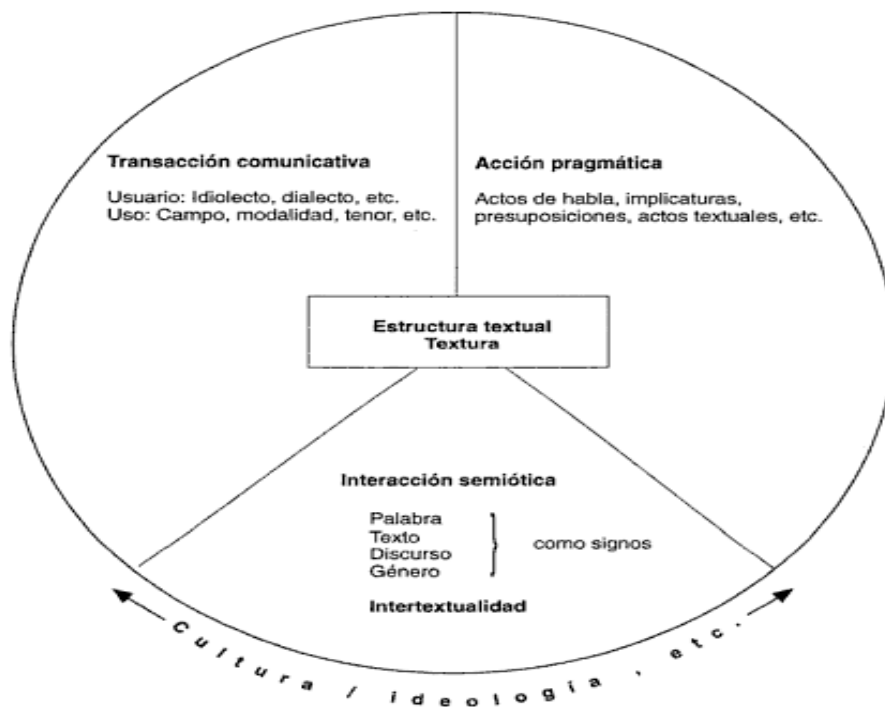 Transacción comunicativa
Usuario: Idiolecto, dialecto, etc.
Uso: Campo, modalidad, tenor, etc.
Acción pragmática
Actos de habla, implicaturas,
presuposiciones, actos textuales, etc.
Estructura textual
Textura
Interacción semiótica
Palabra
Texto
Discurso
Género
como signos
Intertextualidad
Cultura / ideología, etc.